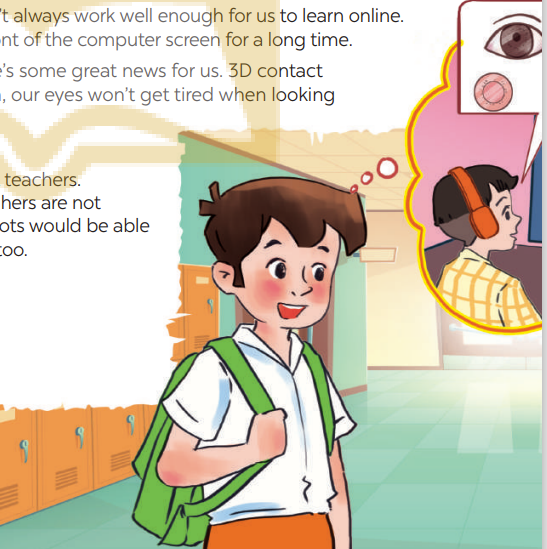 't always work well enough for us to learn online.
nt of the computer screen for a long time.
e's some great news for us. 3D contact
, our eyes won't get tired when looking
teachers.
hers are not
ots would be able
too.